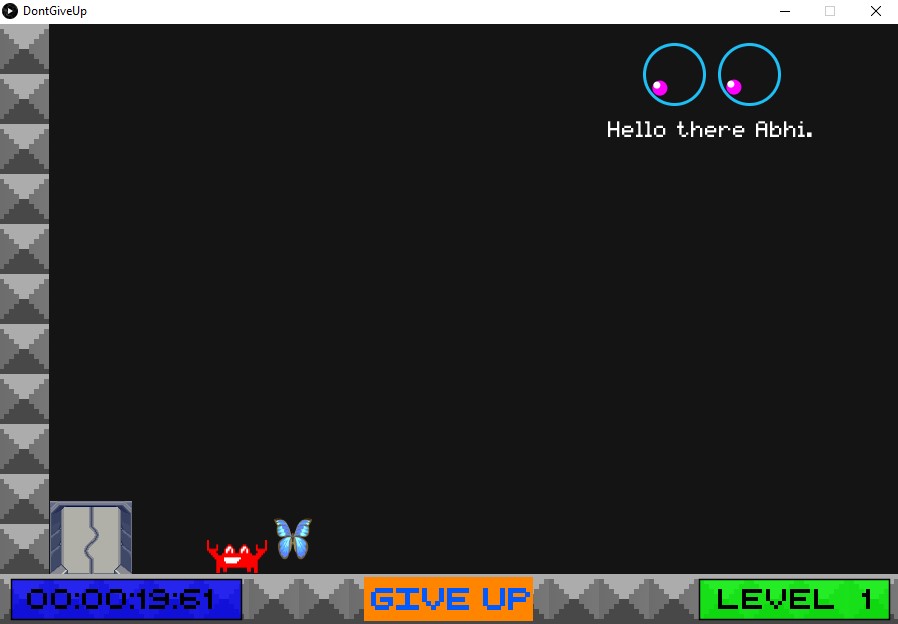 DontGiveUp
Hello there Abhi.
00:00:19:61
GIVE UP
LEVEL 1